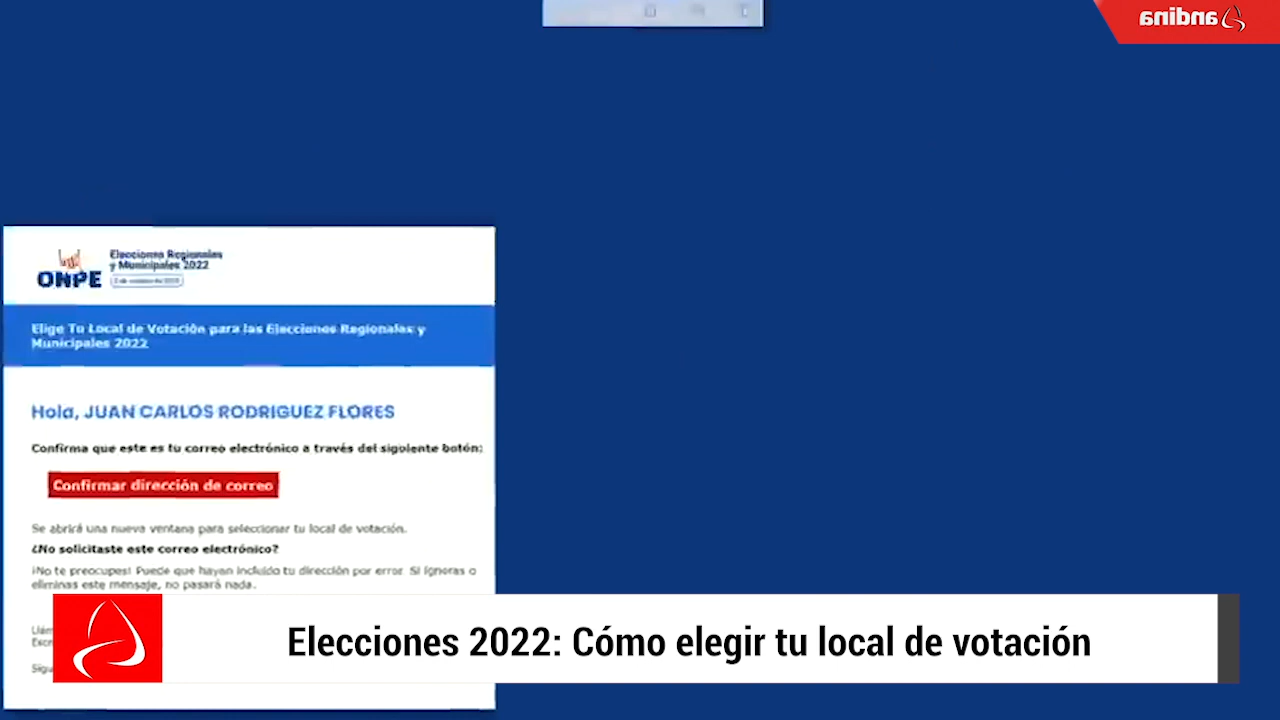 andina
ONPE
Elecciones Regionales
y Municipales 2022
Elige Tu Local de Votación para las Elecciones Regionales y
Municipales 2022
Hola, JUAN CARLOS RODRIGUEZ FLORES
Confirma que este es tu correo electrónico a través del siguiente botón:
Confirmar dirección de correo
Se abrirá una nueva ventana para seleccionar tu local de votación.
¿No solicitaste este correo electrónico?
¡No te preocupes! Puede que hayan incluido tu dirección por error. Si ignoras o
eliminas este mensaje, no pasará nada.
Elecciones 2022: Cómo elegir tu local de votación